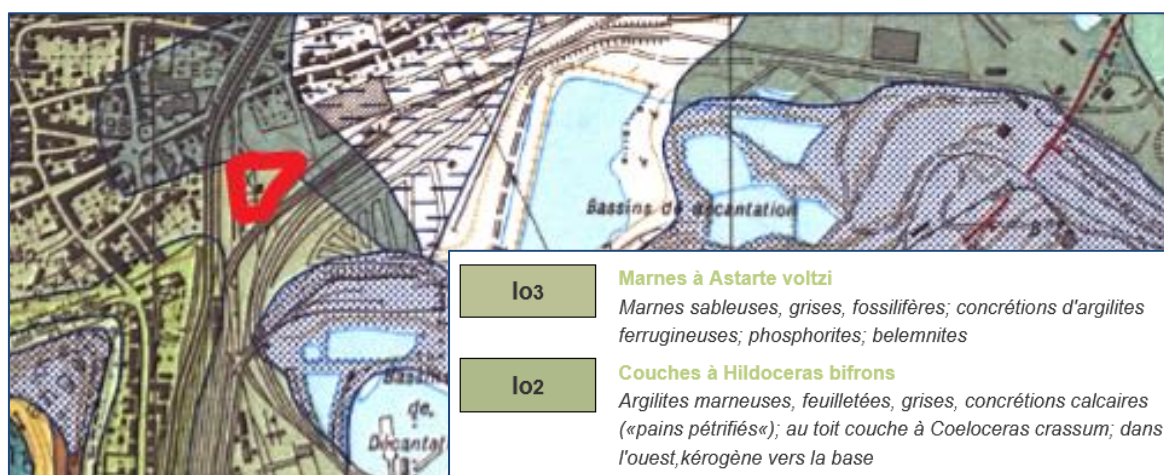 Bassins de décantation
lo3
Marnes à Astarte voltzi
Marnes sableuses, grises, fossilifères; concrétions d'argilites
ferrugineuses; phosphorites; belemnites
lo2
Couches à Hildoceras bifrons
Argilites marneuses, feuilletées, grises, concrétions calcaires
(«pains pétrifiés«); au toit couche à Coeloceras crassum; dans
l'ouest,kérogène vers la base
de